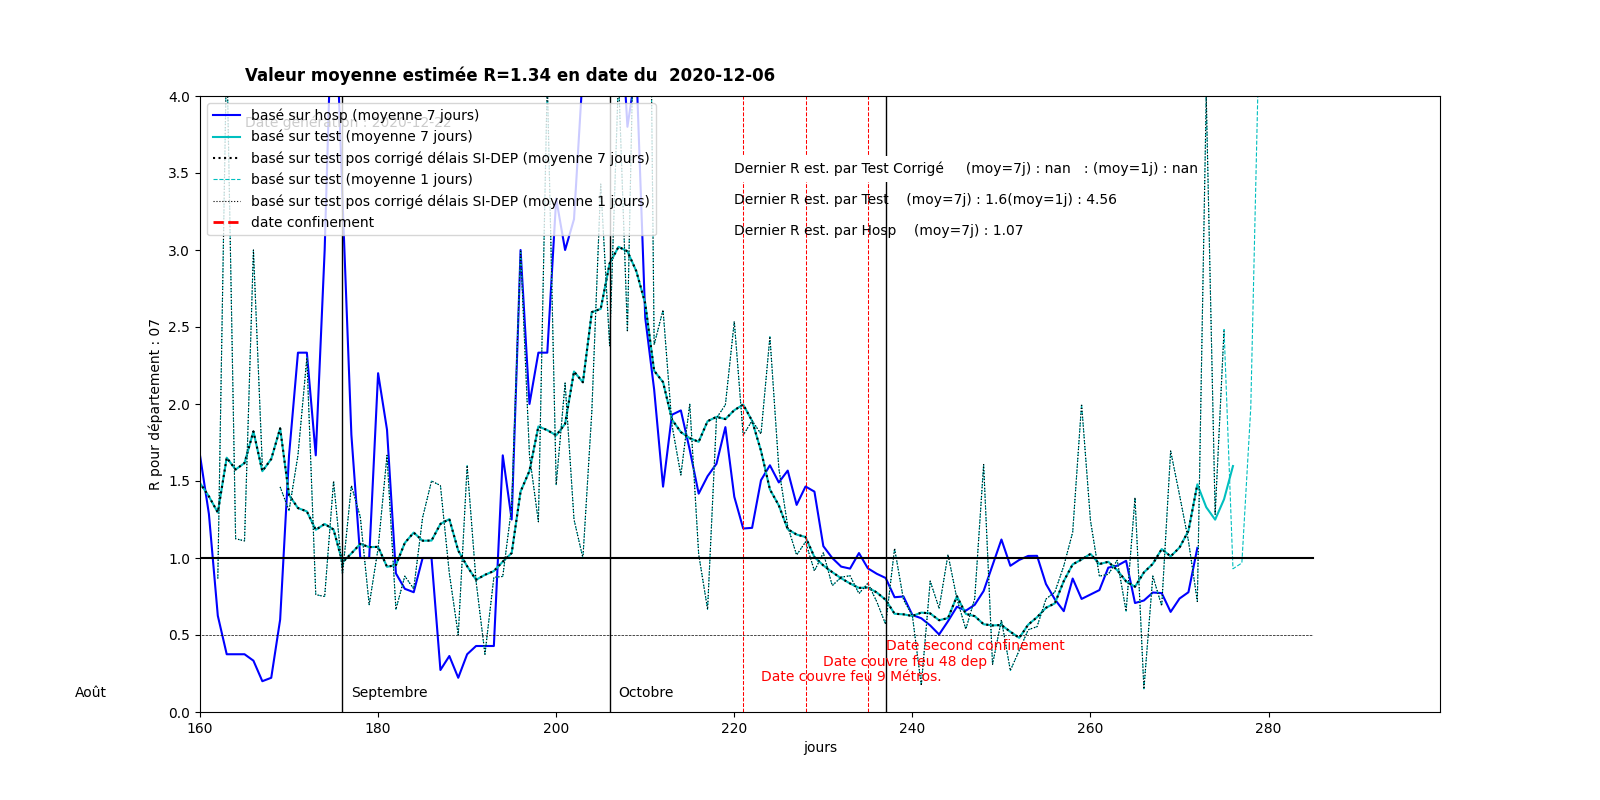 Valeur moyenne estimée R=1.34 en date du  2020-12-06
Date génération : 2020-12-22
basé sur hosp (moyenne 7 jours)
basé sur test (moyenne 7 jours)
basé sur test pos corrigé délais SI-DEP (moyenne 7 jours)
basé sur test (moyenne 1 jours)
basé sur test pos corrigé délais SI-DEP (moyenne 1 jours)
date confinement
Dernier R est. par Test Corrigé     (moy=7j) : nan   : (moy=1j) : nan
Dernier R est. par Test    (moy=7j) : 1.6(moy=1j) : 4.56
Dernier R est. par Hosp    (moy=7j) : 1.07
R pour département : 07
4.0
3.5
3.0
2.5
2.0
1.5
1.0
0.5
0.0
Date second confinement
Date couvre feu 48 dep
Date couvre feu 9 Métros.
Août
Septembre
Octobre
160 180 200 220 240 260 280
jours